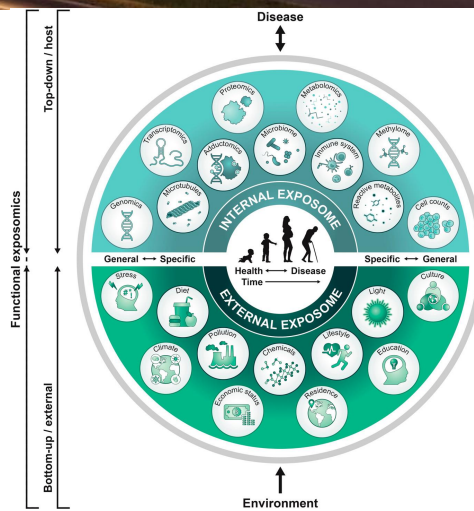 Disease
Functional exposomics
Top-down / host
Bottom-up / external
Proteomics
Metabolomics
Transcriptomics
Adductomics
Microbiome
Immune system
Methylome
Genomics
Microtubules
Reactive metabolites
Cell counts
INTERNAL EXPOSOME
General ↔ Specific
Specific ↔ General
Health ↔ Disease
Time →
EXTERNAL EXPOSOME
Stress
Diet
Light
Culture
Climate
Pollution
Chemicals
Lifestyle
Education
Economic status
Residence
Environment